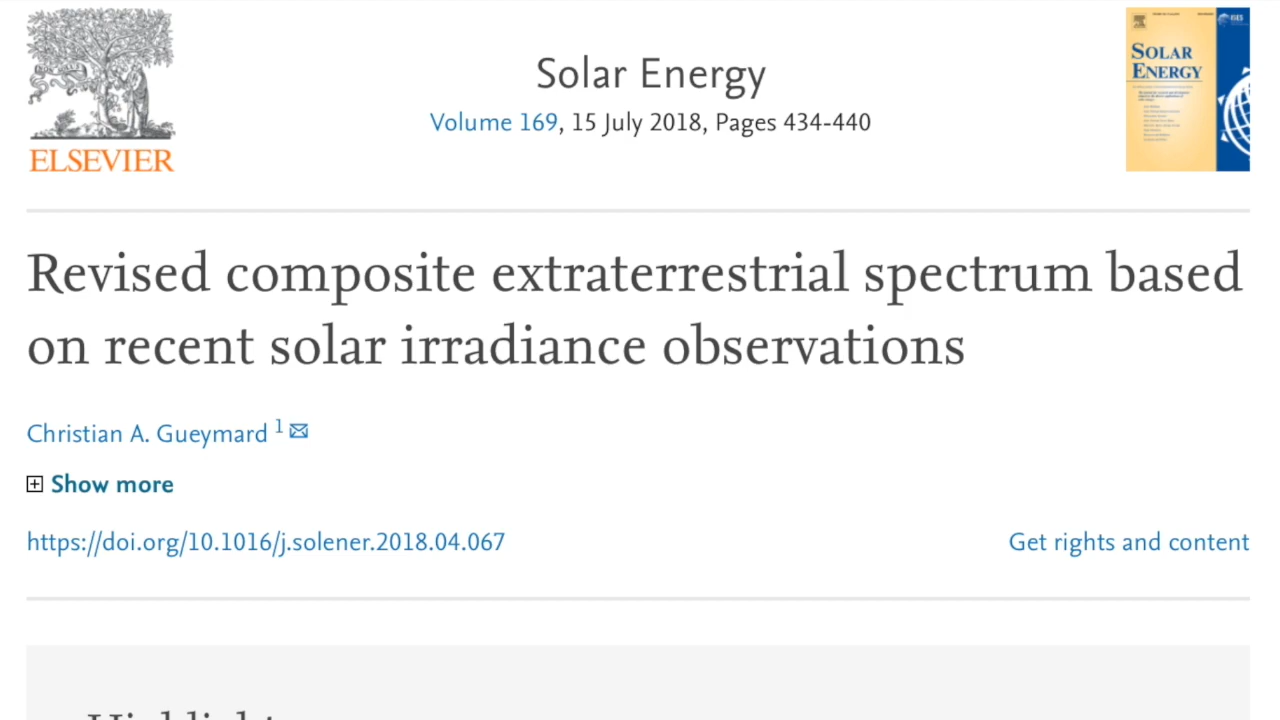 ELSEVIER
Solar Energy
Volume 169, 15 July 2018, Pages 434-440
SOLAR
ENERGY
Revised composite extraterrestrial spectrum based
on recent solar irradiance observations
Christian A. Gueymard 1
Show more
https://doi.org/10.1016/j.solener.2018.04.067
Get rights and content